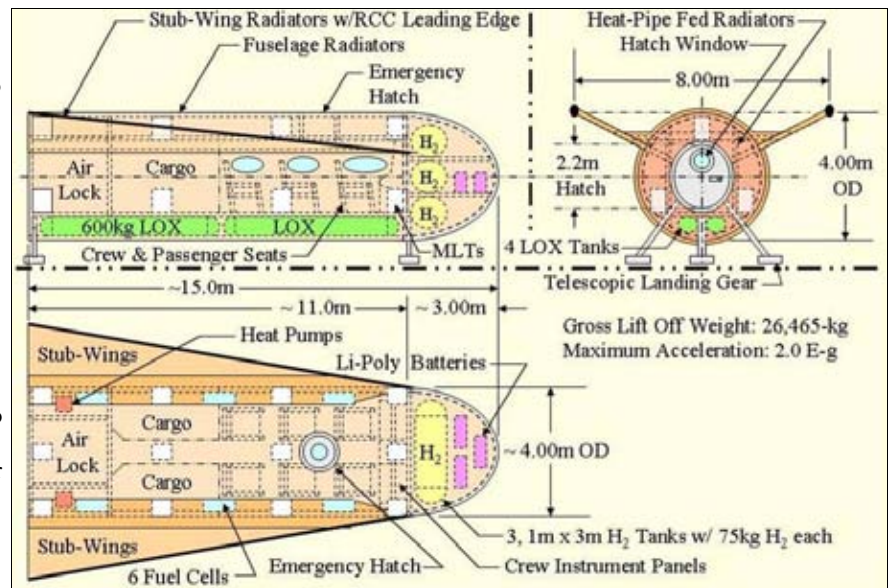 Stub-Wing Radiators w/RCC Leading Edge
Fuselage Radiators
Emergency
Hatch
H₂
H₂
H₂
Air
Lock
Cargo
600kg LOX
LOX
Crew & Passenger Seats
MLTs
Heat-Pipe Fed Radiators
Hatch Window
8.00m
2.2m
Hatch
4.00m
OD
4 LOX Tanks
Telescopic Landing Gear
~15.0m
~ 11.0m
~ 3.00m
Gross Lift Off Weight: 26,465-kg
Maximum Acceleration: 2.0 E-g
Heat Pumps
Li-Poly Batteries
Stub-Wings
Cargo
Air
Lock
Cargo
H₂
~ 4.00m OD
Stub-Wings
6 Fuel Cells
Emergency Hatch
3, 1m x 3m H₂ Tanks w/ 75kg H₂ each
Crew Instrument Panels